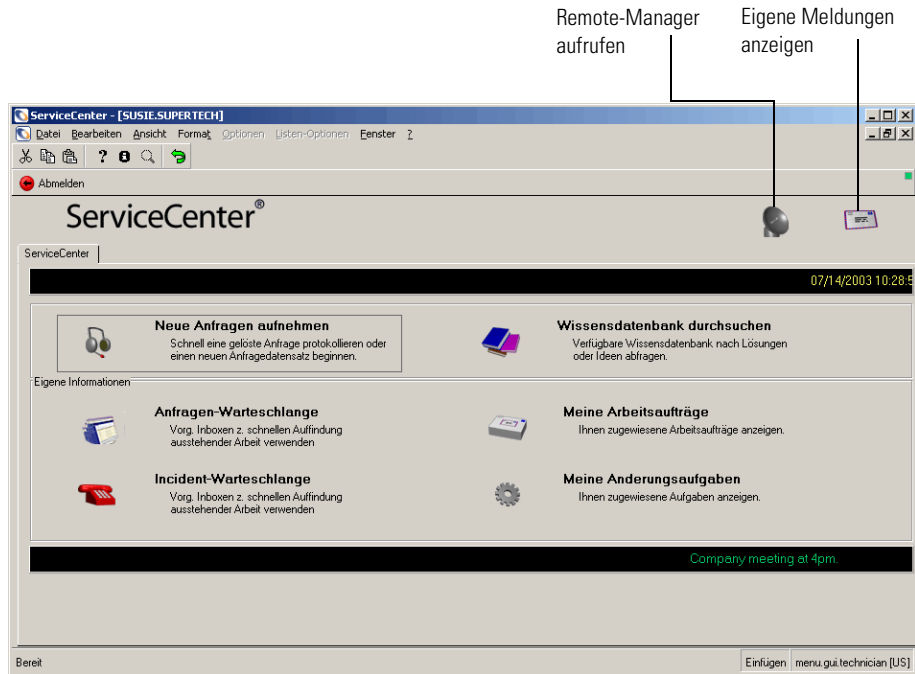 Remote-Manager
aufrufen
Eigene Meldungen
anzeigen
ServiceCenter - [SUSIE.SUPERTECH]
Datei Bearbeiten Ansicht Format Optionen Listen-Optionen Fenster ?
Abmelden
ServiceCenter®
ServiceCenter
07/14/2003 10:28:5
Neue Anfragen aufnehmen
Schnell eine gelöste Anfrage protokollieren oder
einen neuen Anfragedatensatz beginnen.
Wissensdatenbank durchsuchen
Verfügbare Wissensdatenbank nach Lösungen
oder Ideen abfragen.
Eigene Informationen
Anfragen-Warteschlange
Vorg. Inboxen z. schnellen Auffindung
ausstehender Arbeit verwenden
Meine Arbeitsaufträge
Ihnen zugewiesene Arbeitsaufträge anzeigen.
Incident-Warteschlange
Vorg. Inboxen z. schnellen Auffindung
ausstehender Arbeit verwenden
Meine Anderungsaufgaben
Ihnen zugewiesene Aufgaben anzeigen.
Company meeting at 4pm.
Bereit
Einfügen
menu.gui.technician [US]